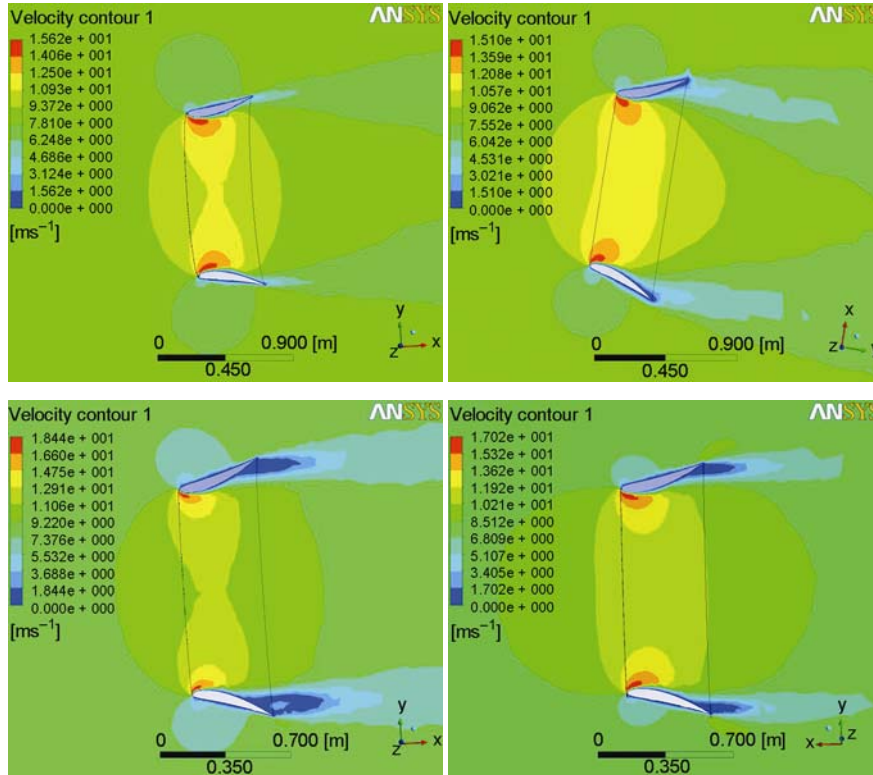 Velocity contour 1
ANSYS
1.562e + 001
1.406e + 001
1.250e + 001
1.093e + 001
9.372e + 000
7.810e + 000
6.248e + 000
4.686e + 000
3.124e + 000
1.562e + 000
0.000e + 000
[ms⁻¹]
0 0.900 [m]
0.450
y
z x
Velocity contour 1
ANSYS
1.510e + 001
1.359e + 001
1.208e + 001
1.057e + 001
9.062e + 000
7.552e + 000
6.042e + 000
4.531e + 000
3.021e + 000
1.510e + 000
0.000e + 000
[ms⁻¹]
0 0.900 [m]
0.450
x
z
Velocity contour 1
ANSYS
1.844e + 001
1.660e + 001
1.475e + 001
1.291e + 001
1.106e + 000
9.220e + 000
7.376e + 000
5.532e + 000
3.688e + 000
1.844e + 000
0.000e + 000
[ms⁻¹]
0 0.700 [m]
0.350
y
z x
Velocity contour 1
ANSYS
1.702e + 001
1.532e + 001
1.362e + 001
1.192e + 001
1.021e + 000
8.512e + 000
6.809e + 000
5.107e + 000
3.405e + 000
1.702e + 000
0.000e + 000
[ms⁻¹]
0 0.700 [m]
0.350
y
x z